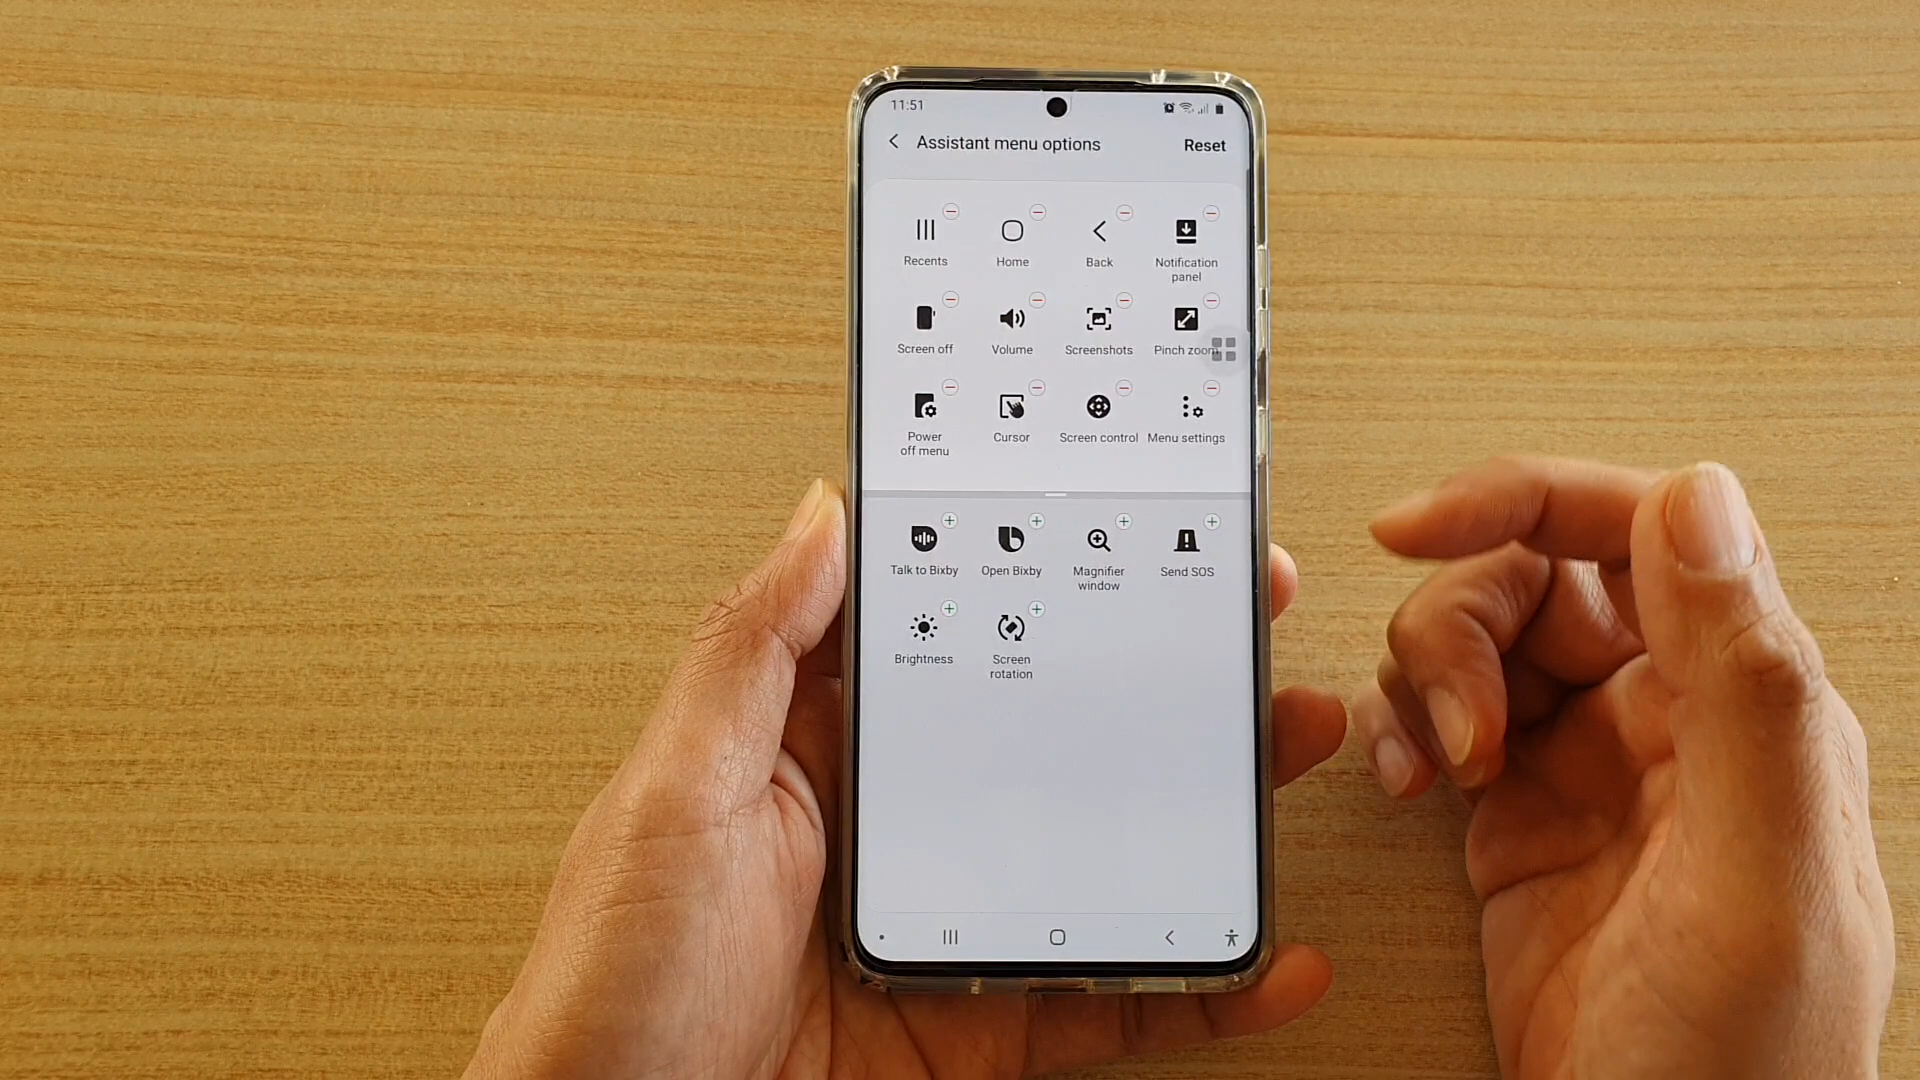 11:51
Assistant menu options
Reset
Recents
Home
Back
Notification
panel
Screen off
Volume
Screenshots
Pinch zoom
Power
off menu
Cursor
Screen control
Menu settings
Talk to Bixby
Open Bixby
Magnifier
window
Send SOS
Brightness
Screen
rotation